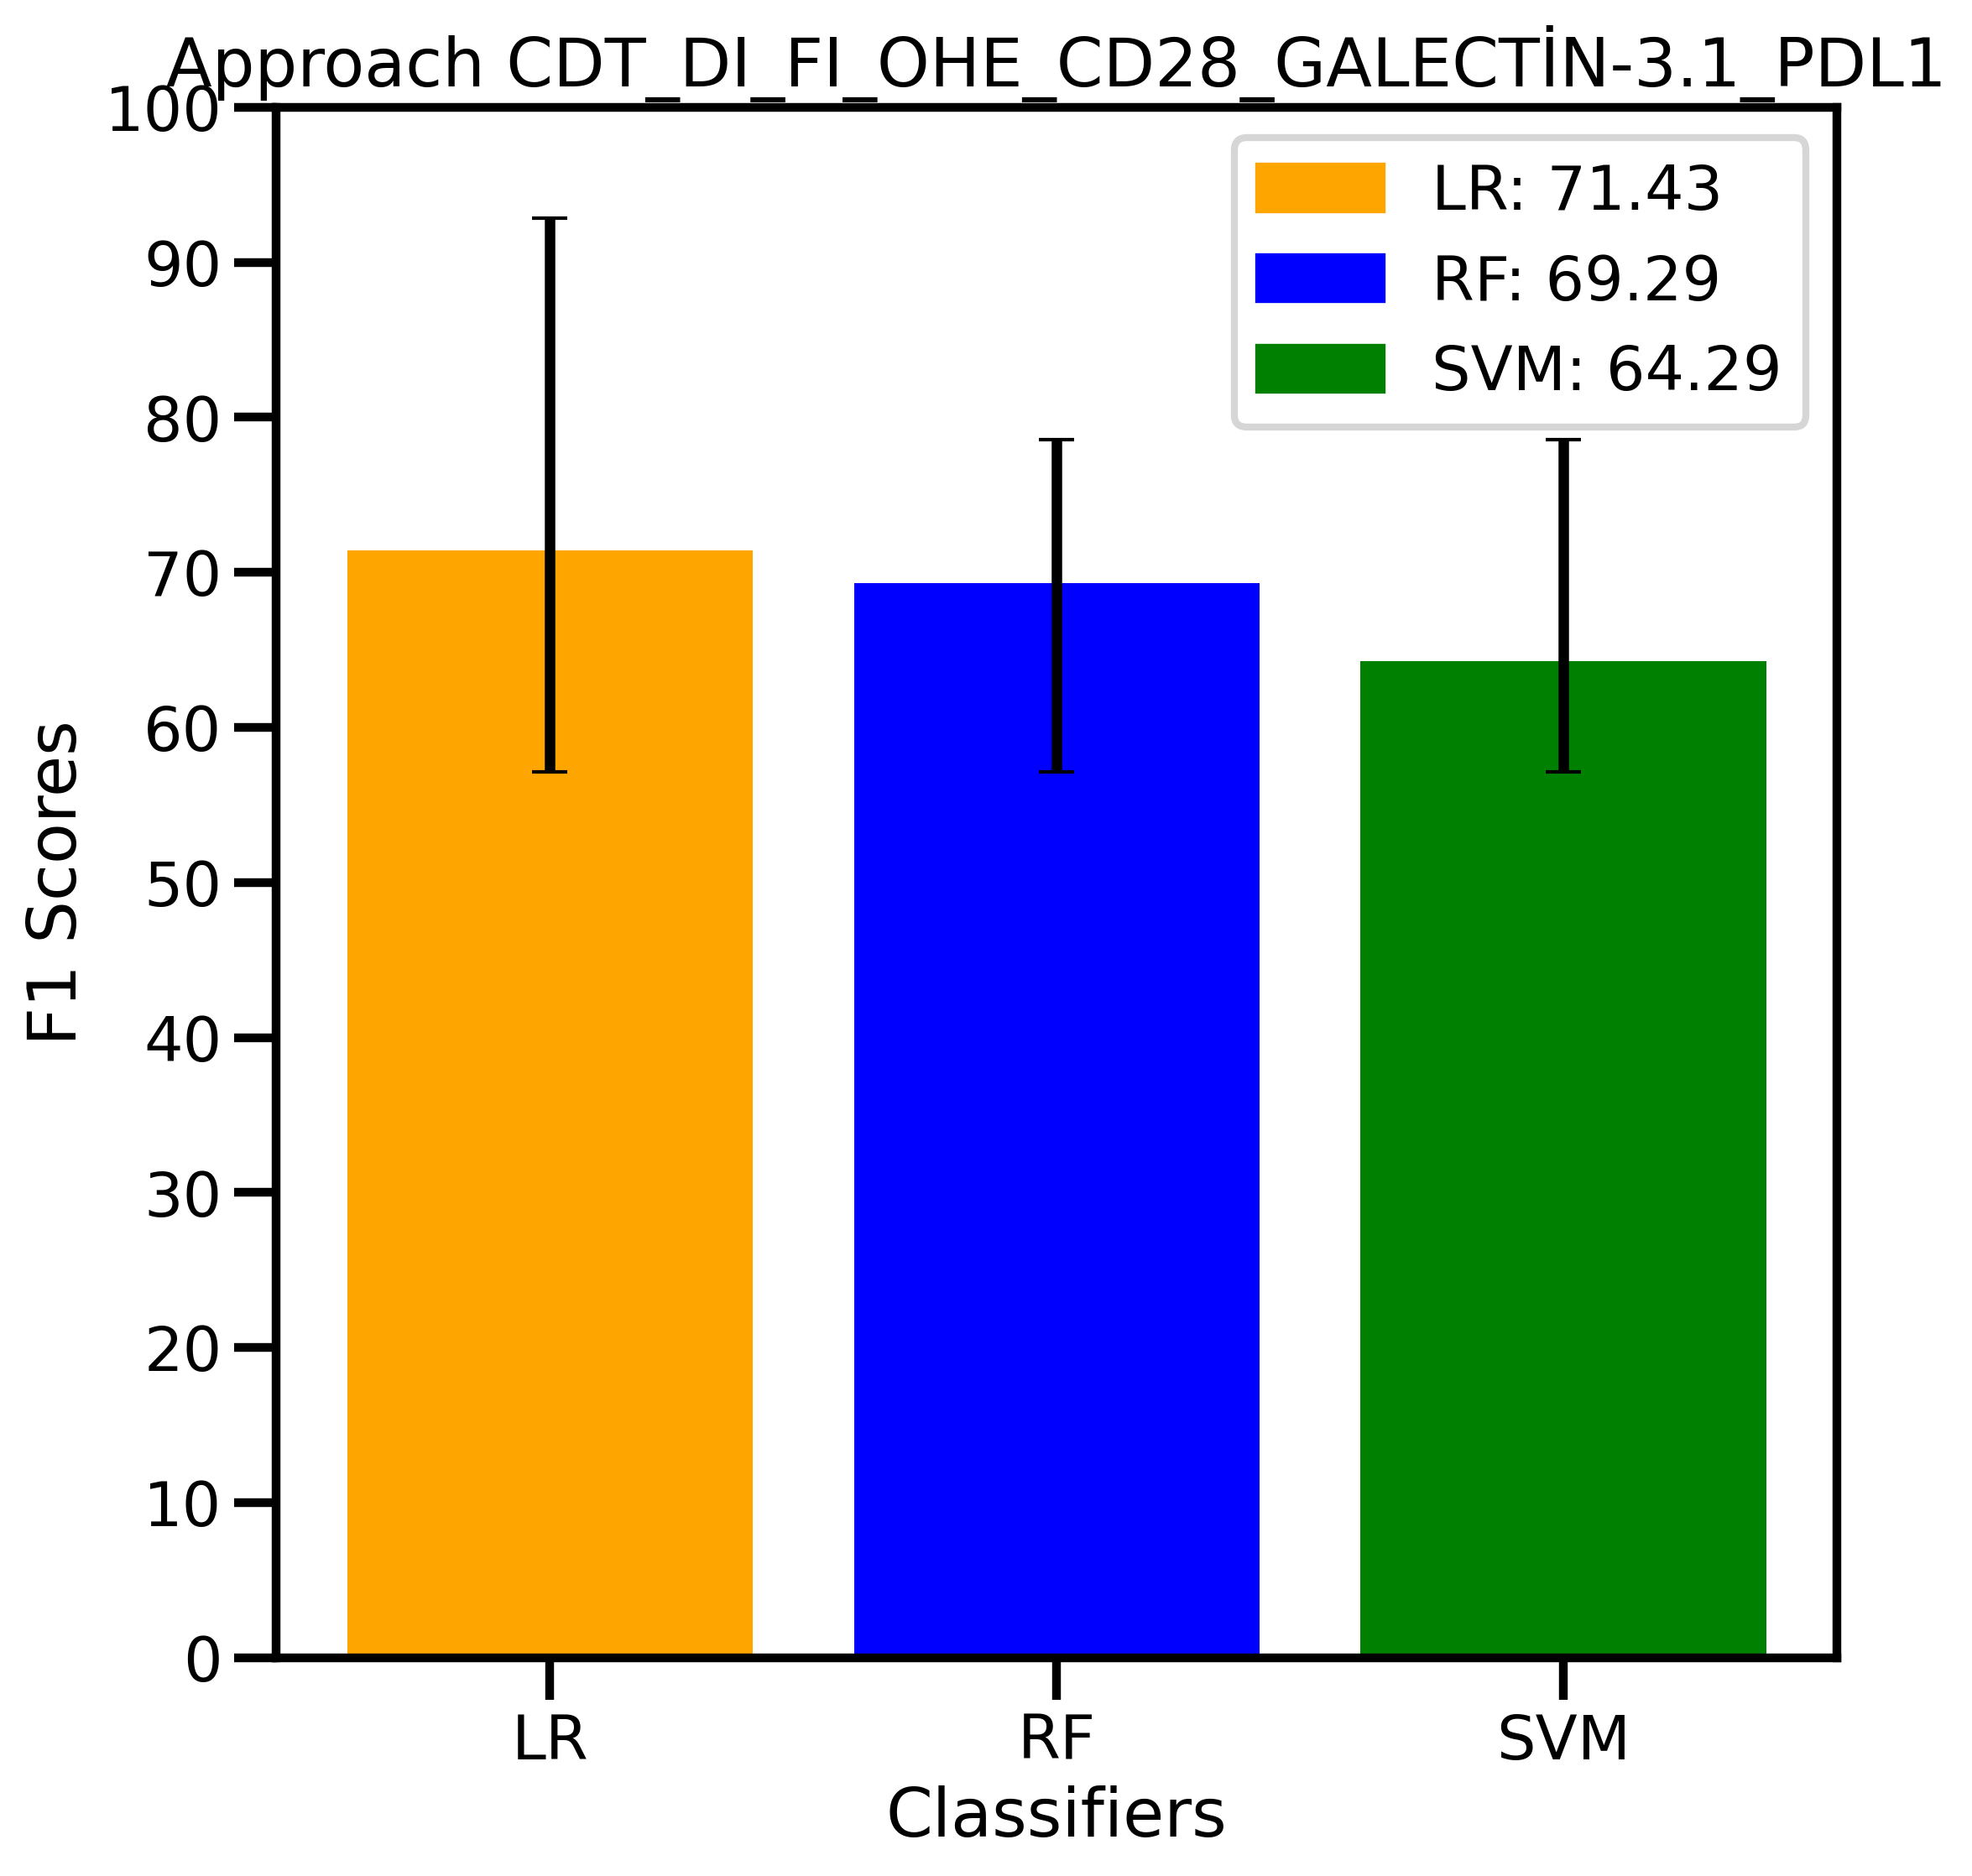 Approach CDT_DI_FI_OHE_CD28_GALECTİN-3.1_PDL1
LR: 71.43
RF: 69.29
SVM: 64.29
F1 Scores
100
90
80
70
60
50
40
30
20
10
0
LR
RF
SVM
Classifiers